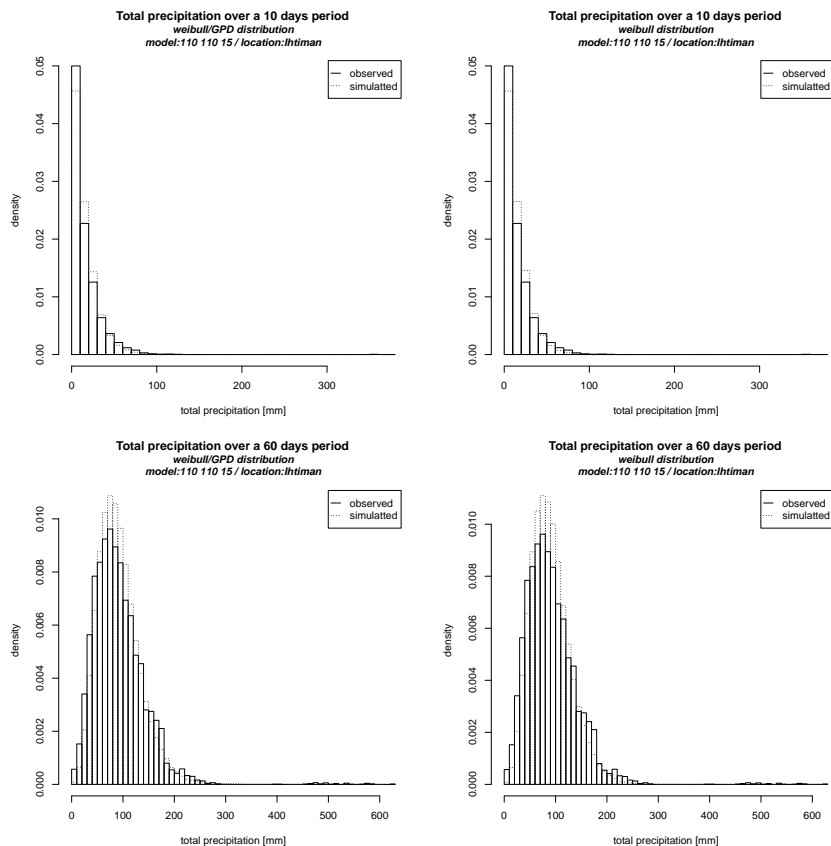 Total precipitation over a 10 days period
weibull/GPD distribution
model:110 110 15 / location:Ihtiman
observed
simulatted
0.05
0.04
0.03
0.02
0.01
0.00
density
0 100 200 300
total precipitation [mm]
Total precipitation over a 10 days period
weibull distribution
model:110 110 15 / location:Ihtiman
observed
simulatted
0.05
0.04
0.03
0.02
0.01
0.00
density
0 100 200 300
total precipitation [mm]
Total precipitation over a 60 days period
weibull/GPD distribution
model:110 110 15 / location:Ihtiman
observed
simulatted
0.010
0.008
0.006
0.004
0.002
0.000
density
0 100 200 300 400 500 600
total precipitation [mm]
Total precipitation over a 60 days period
weibull distribution
model:110 110 15 / location:Ihtiman
observed
simulatted
0.010
0.008
0.006
0.004
0.002
0.000
density
0 100 200 300 400 500 600
total precipitation [mm]